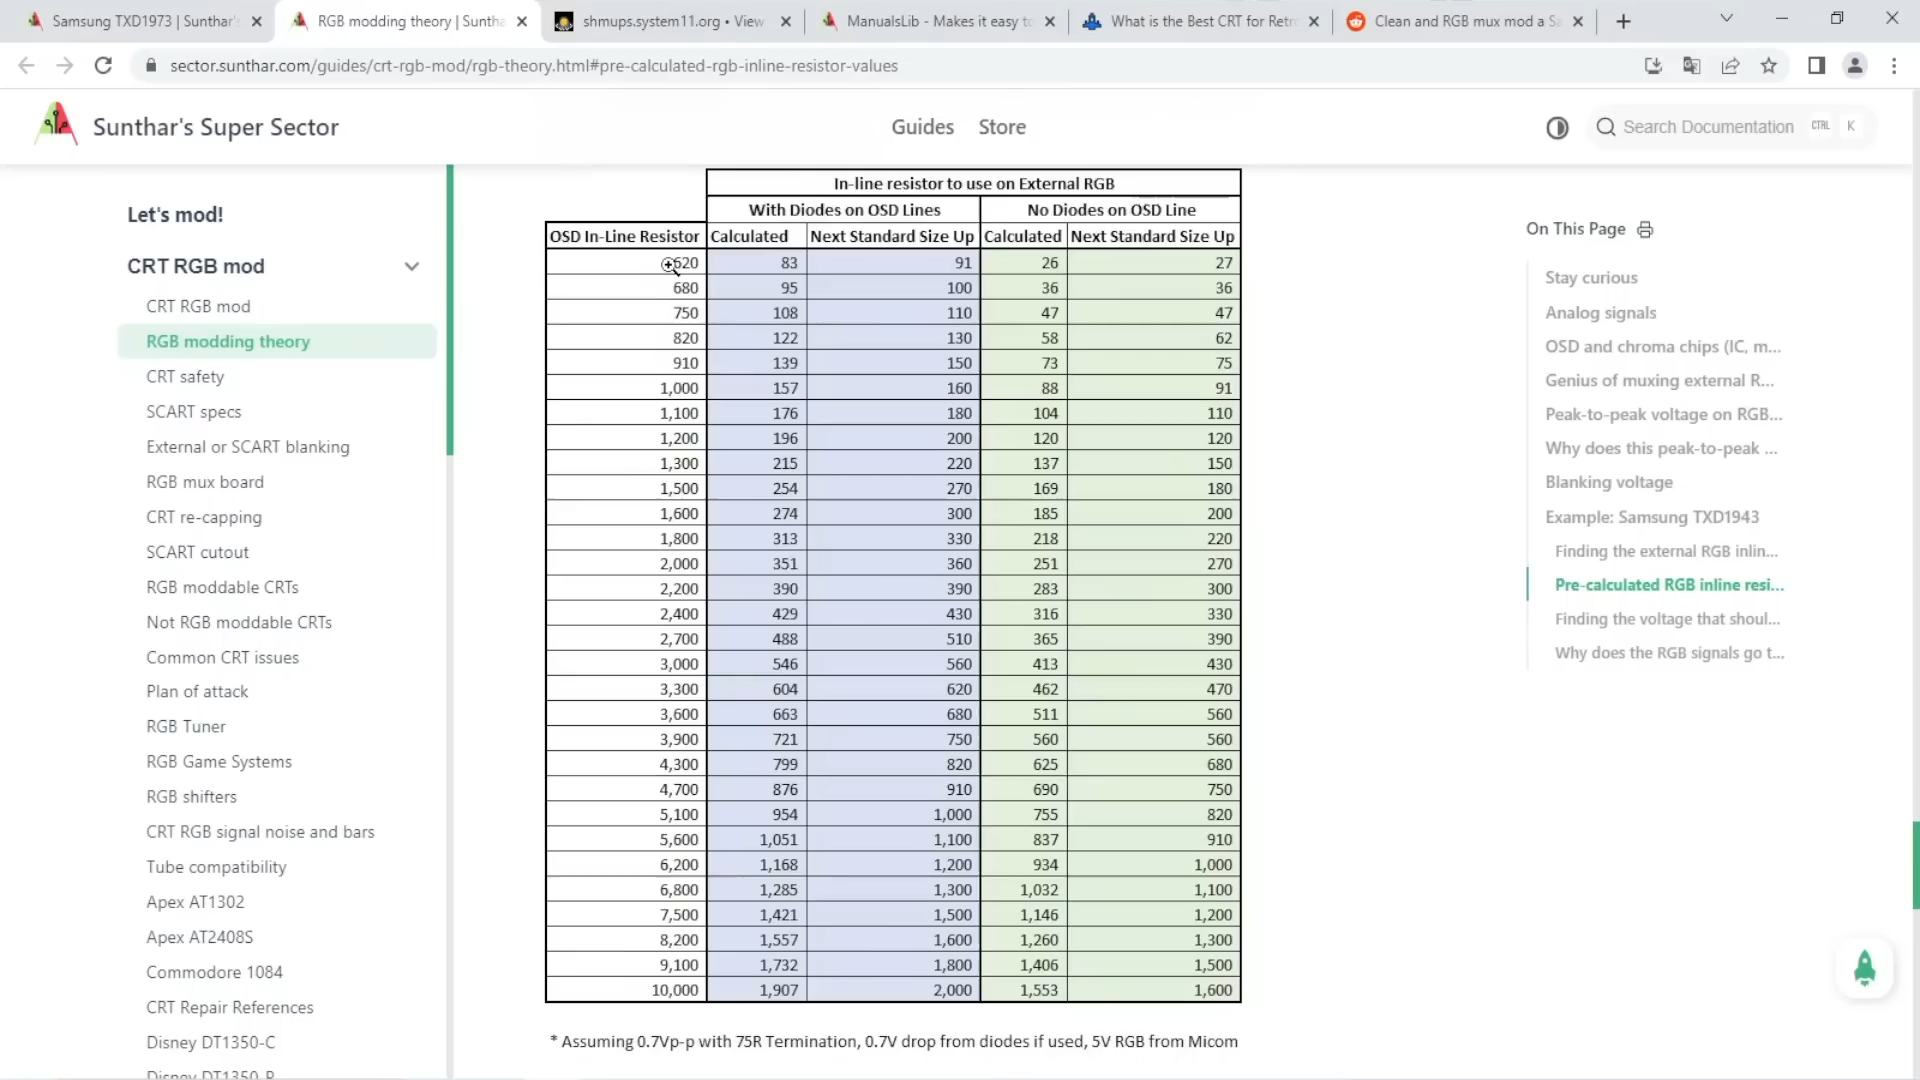 Samsung TXD1973 | Sunthar's
RGB modding theory | Suntha
shmups.system11.org • View
ManualsLib - Makes it easy to
What is the Best CRT for Retr
Clean and RGB mux mod a Sa
sector.sunthar.com/guides/crt-rgb-mod/rgb-theory.html#pre-calculated-rgb-inline-resistor-values
Sunthar's Super Sector
Guides Store
Search Documentation CTRL K
Let's mod!
CRT RGB mod
CRT RGB mod
RGB modding theory
CRT safety
SCART specs
External or SCART blanking
RGB mux board
CRT re-capping
SCART cutout
RGB moddable CRTs
Not RGB moddable CRTs
Common CRT issues
Plan of attack
RGB Tuner
RGB Game Systems
RGB shifters
CRT RGB signal noise and bars
Tube compatibility
Apex AT1302
Apex AT2408S
Commodore 1084
CRT Repair References
Disney DT1350-C
Disney DT1350-P
In-line resistor to use on External RGB
With Diodes on OSD Lines No Diodes on OSD Line
OSD In-Line Resistor Calculated Next Standard Size Up Calculated Next Standard Size Up
620 83 91 26 27
680 95 100 36 36
750 108 110 47 47
820 122 130 58 62
910 139 150 73 75
1,000 157 160 88 91
1,100 176 180 104 110
1,200 196 200 120 120
1,300 215 220 137 150
1,500 254 270 169 180
1,600 274 300 185 200
1,800 313 330 218 220
2,000 351 360 251 270
2,200 390 390 283 300
2,400 429 430 316 330
2,700 488 510 365 390
3,000 546 560 413 430
3,300 604 620 462 470
3,600 663 680 511 560
3,900 721 750 560 560
4,300 799 820 625 680
4,700 876 910 690 750
5,100 954 1,000 755 820
5,600 1,051 1,100 837 910
6,200 1,168 1,200 934 1,000
6,800 1,285 1,300 1,032 1,100
7,500 1,421 1,500 1,146 1,200
8,200 1,557 1,600 1,260 1,300
9,100 1,732 1,800 1,406 1,500
10,000 1,907 2,000 1,553 1,600
* Assuming 0.7Vp-p with 75R Termination, 0.7V drop from diodes if used, 5V RGB from Micom
On This Page
Stay curious
Analog signals
OSD and chroma chips (IC, m...
Genius of muxing external R...
Peak-to-peak voltage on RGB...
Why does this peak-to-peak ...
Blanking voltage
Example: Samsung TXD1943
Finding the external RGB inlin...
Pre-calculated RGB inline resi...
Finding the voltage that shoul...
Why does the RGB signals go t...